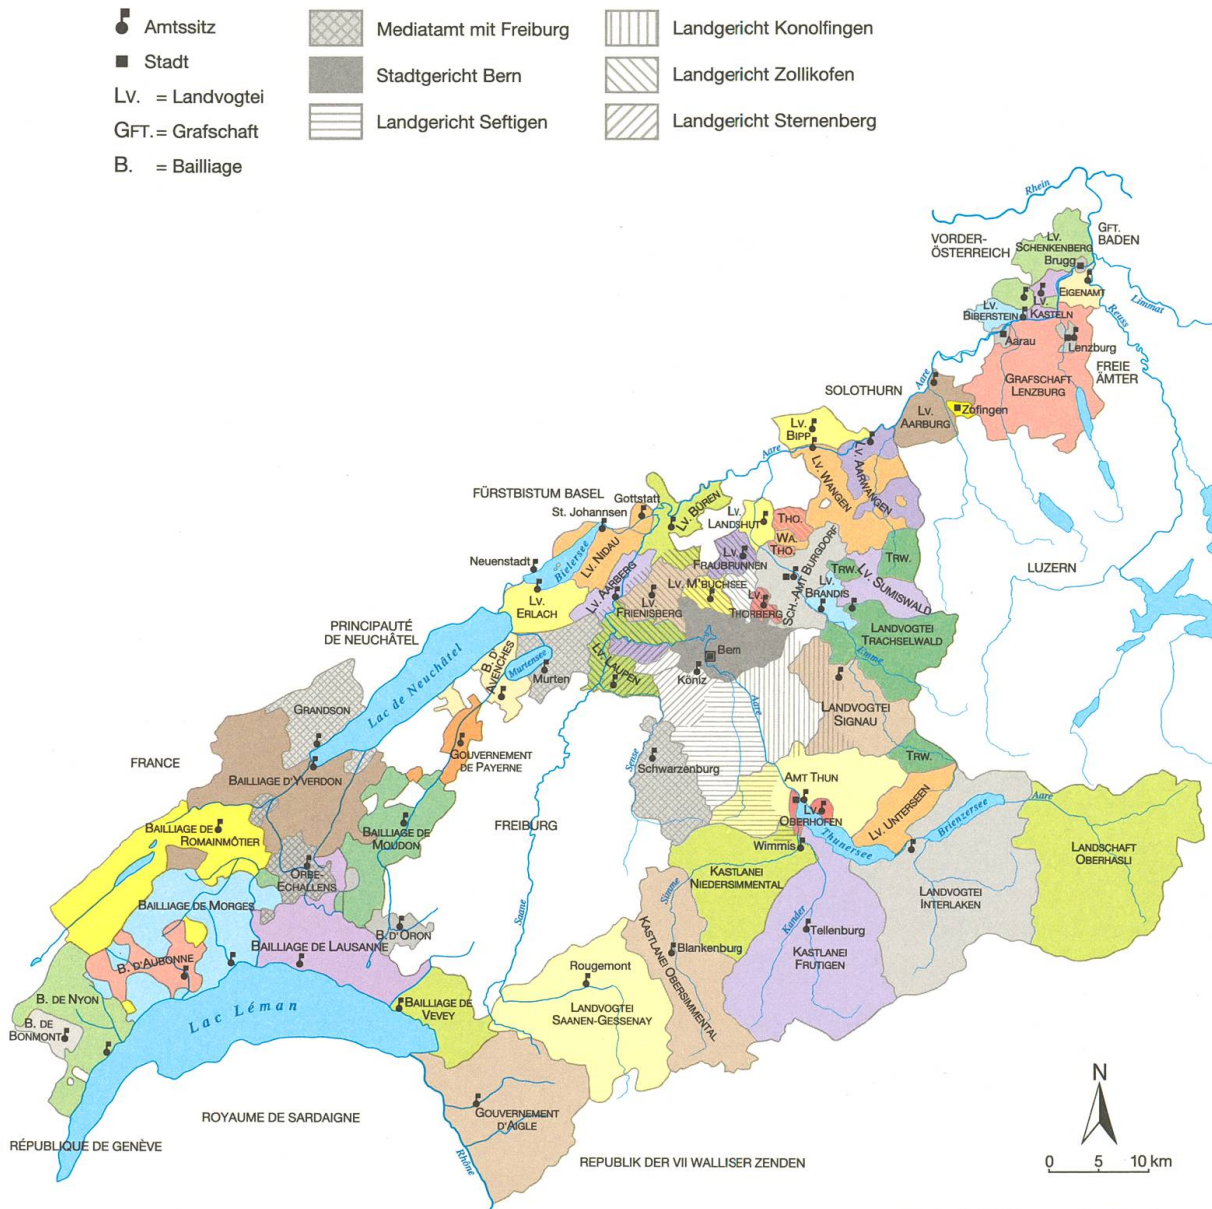 Amtssitz
Stadt
LV. = Landvogtei
GFT. = Grafschaft
B. = Bailliage
Mediatamt mit Freiburg
Stadtgericht Bern
Landgericht Seftigen
Landgericht Konolfingen
Landgericht Zollikofen
Landgericht Sternenberg
Rhein
VORDER-
ÖSTERREICH
GFT.
BADEN
LV.
SCHENKENBERG
Brugg
EIGENAMT
Limmat
Reuss
LV.
BIBERSTEIN
LV.
KASTELN
Aarau
Lenzburg
FREIE
ÄMTER
GRAFSCHAFT
LENZBURG
Aare
SOLOTHURN
Zofingen
LV.
AARBURG
LV.
BIPP
Aare
LV. WANGEN
LV. AARWANGEN
FÜRSTBISTUM BASEL
Gottstatt
St. Johannsen
LV. BÜREN
LV.
LANDSHUT
THO.
WA.
THO.
LV. NIDAU
Bielersee
Neuenstadt
LV.
ERLACH
LV. AARBERG
LV.
FRAUBRUNNEN
LV. M'BUCHSEE
LV.
FRIENISBERG
LV.
THORBERG
SCH.-AMT BURGDORF
LV.
BRANDIS
TRW.
TRW.
LV. SUMISWALD
LUZERN
LANDVOGTEI
TRACHSELWALD
Emme
PRINCIPAUTÉ
DE NEUCHÂTEL
Lac de Neuchâtel
B. D'
AVENCHES
Murtensee
Murten
LV. LAUPEN
Bern
Köniz
Aare
LANDVOGTEI
SIGNAU
TRW.
GRANDSON
FRANCE
BAILLIAGE D'YVERDON
GOUVERNEMENT
DE PAYERNE
Sense
Schwarzenburg
AMT THUN
LV.
OBERHOFEN
LV. UNTERSEEN
Thunersee
Brienzersee
Aare
BAILLIAGE DE
ROMAINMÔTIER
BAILLIAGE DE
MOUDON
FREIBURG
Wimmis
KASTLANEI
NIEDERSIMMENTAL
LANDSCHAFT
OBERHASLI
LANDVOGTEI
INTERLAKEN
ORBE-
ECHALLENS
BAILLIAGE DE MORGES
B. D'ORON
Saane
Simme
Kander
Tellenburg
KASTLANEI
FRUTIGEN
Blankenburg
KASTLANEI OBERSIMMENTAL
BAILLIAGE DE LAUSANNE
B. D'AUBONNE
Rougemont
LANDVOGTEI
SAANEN-GESSENAY
B. DE NYON
B. DE
BONMONT
Lac Léman
BAILLIAGE DE
VEVEY
GOUVERNEMENT
D'AIGLE
Rhône
ROYAUME DE SARDAIGNE
RÉPUBLIQUE DE GENÈVE
REPUBLIK DER VII WALLISER ZENDEN
N
0 5 10 km